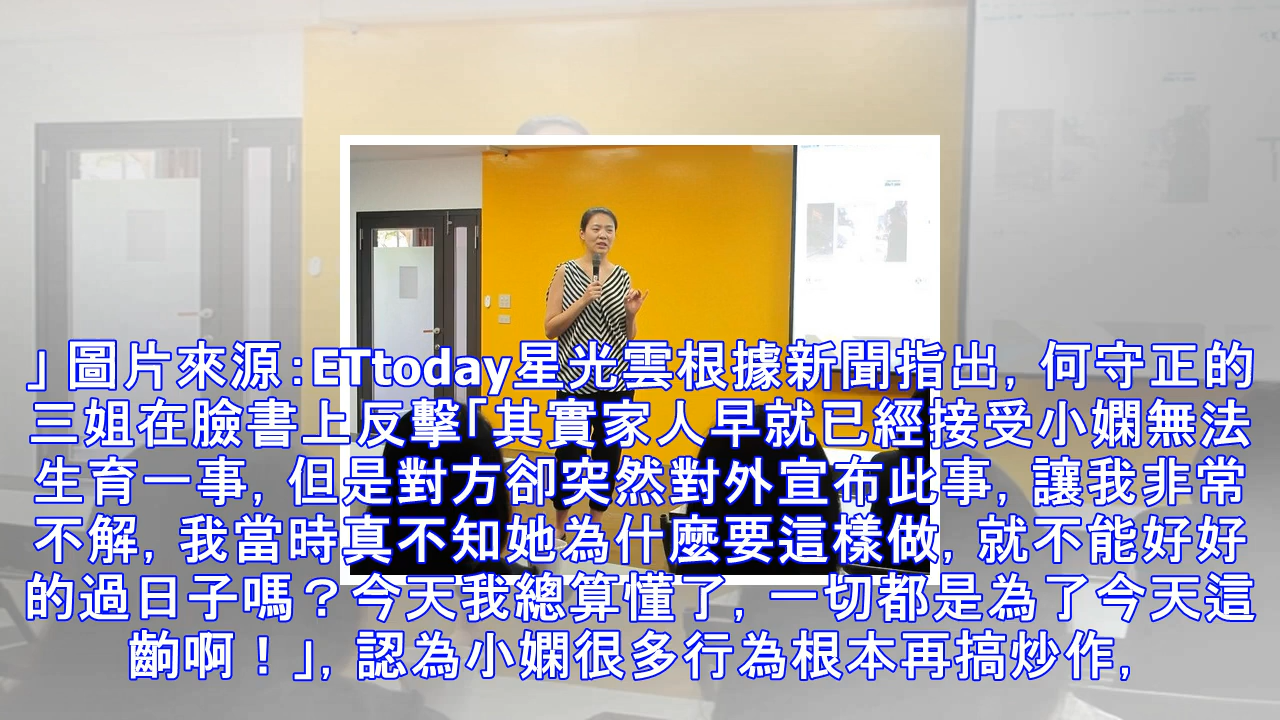 」圖片來源：ETtoday星光雲根據新聞指出，何守正的
三姐在臉書上反擊「其實家人早就已經接受小嫻無法
生育一事，但是對方卻突然對外宣布此事，讓我非常
不解，我當時真不知她為什麼要這樣做，就不能好好
的過日子嗎？今天我總算懂了，一切都是為了今天這
齣啊！」，認為小嫻很多行為根本再搞炒作，